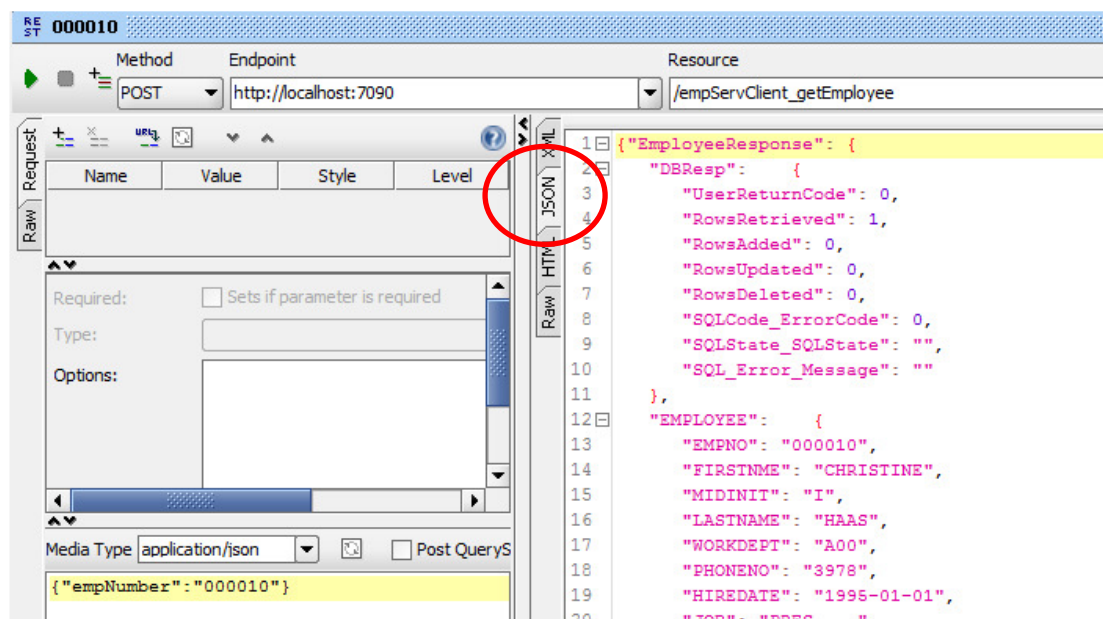 REST 000010
Method Endpoint Resource
POST http://localhost:7090 /empServClient_getEmployee
Request
Raw
Name Value Style Level
Required: Sets if parameter is required
Type:
Options:
Media Type application/json Post QueryS
{"empNumber":"000010"}
XML
JSON
HTML
Raw
1 {"EmployeeResponse": {
2 "DBResp": {
3 "UserReturnCode": 0,
4 "RowsRetrieved": 1,
5 "RowsAdded": 0,
6 "RowsUpdated": 0,
7 "RowsDeleted": 0,
8 "SQLCode_ErrorCode": 0,
9 "SQLState_SQLState": "",
10 "SQL_Error_Message": ""
11 },
12 "EMPLOYEE": {
13 "EMPNO": "000010",
14 "FIRSTNME": "CHRISTINE",
15 "MIDINIT": "I",
16 "LASTNAME": "HAAS",
17 "WORKDEPT": "A00",
18 "PHONENO": "3978",
19 "HIREDATE": "1995-01-01",